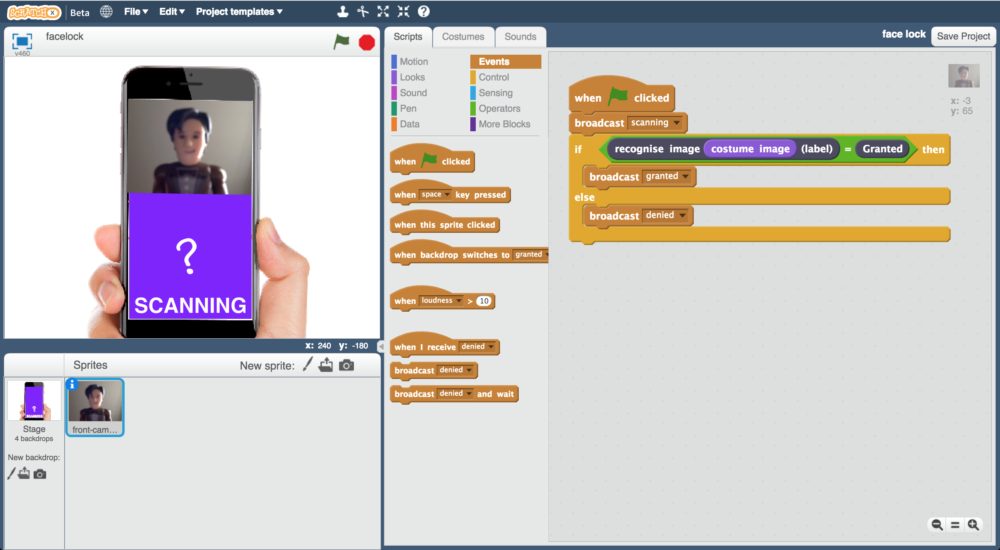 SCRATCH X Beta File Edit Project templates
facelock
v460
SCANNING
?
x: 240 y: -180
Sprites New sprite:
Stage
4 backdrops
New backdrop:
front-cam...
Scripts Costumes Sounds
face lock Save Project
Motion Events
Looks Control
Sound Sensing
Pen Operators
Data More Blocks
when clicked
when space key pressed
when this sprite clicked
when backdrop switches to granted
when loudness > 10
when I receive denied
broadcast denied
broadcast denied and wait
when clicked
broadcast scanning
if recognise image costume image (label) = Granted then
broadcast granted
else
broadcast denied
x: -3
y: 65